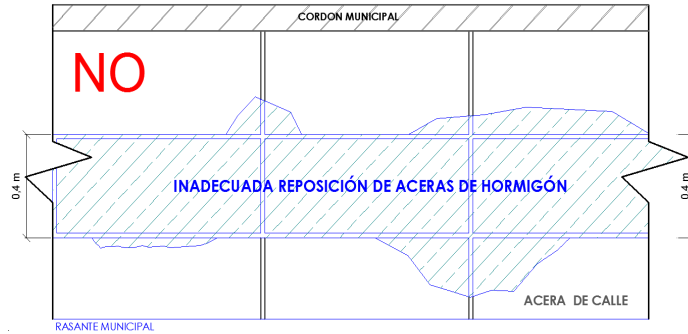 CORDON MUNICIPAL
NO
0,4 m
INADECUADA REPOSICIÓN DE ACERAS DE HORMIGÓN
0.4 m
ACERA DE CALLE
RASANTE MUNICIPAL